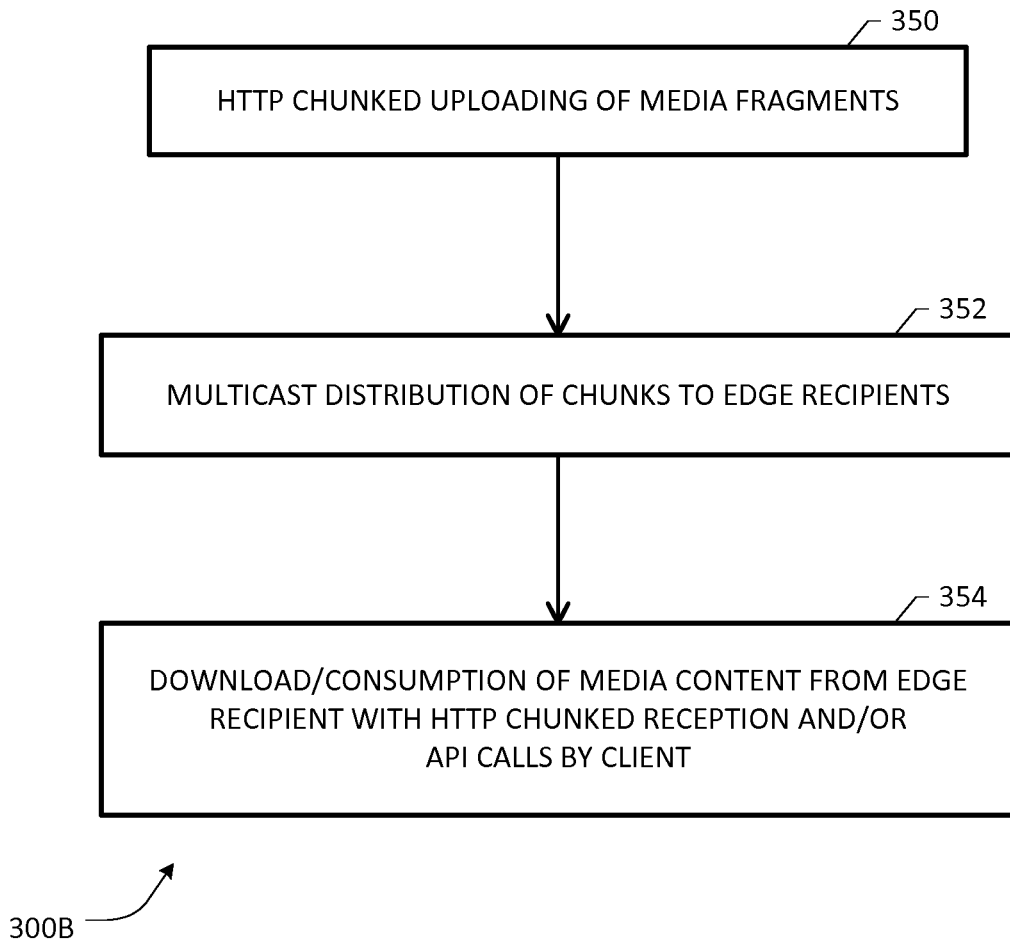 350
HTTP CHUNKED UPLOADING OF MEDIA FRAGMENTS
352
MULTICAST DISTRIBUTION OF CHUNKS TO EDGE RECIPIENTS
354
DOWNLOAD/CONSUMPTION OF MEDIA CONTENT FROM EDGE
RECIPIENT WITH HTTP CHUNKED RECEPTION AND/OR
API CALLS BY CLIENT
300B